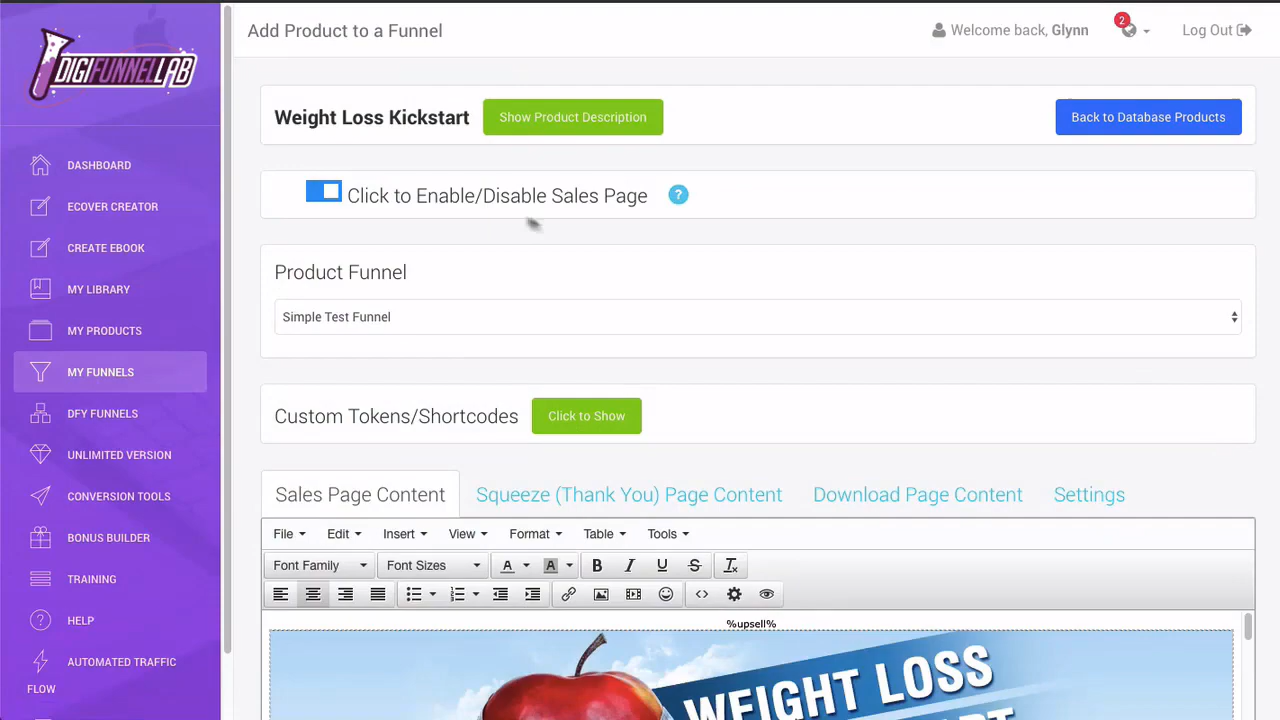 DIGIFUNNELLAB
Add Product to a Funnel
Welcome back, Glynn
2
Log Out
DASHBOARD
ECOVER CREATOR
CREATE EBOOK
MY LIBRARY
MY PRODUCTS
MY FUNNELS
DFY FUNNELS
UNLIMITED VERSION
CONVERSION TOOLS
BONUS BUILDER
TRAINING
HELP
AUTOMATED TRAFFIC
FLOW
Weight Loss Kickstart
Show Product Description
Back to Database Products
Click to Enable/Disable Sales Page
?
Product Funnel
Simple Test Funnel
Custom Tokens/Shortcodes
Click to Show
Sales Page Content
Squeeze (Thank You) Page Content
Download Page Content
Settings
File Edit Insert View Format Table Tools
Font Family Font Sizes A A B I U S Tx
%upsell%
WEIGHT LOSS